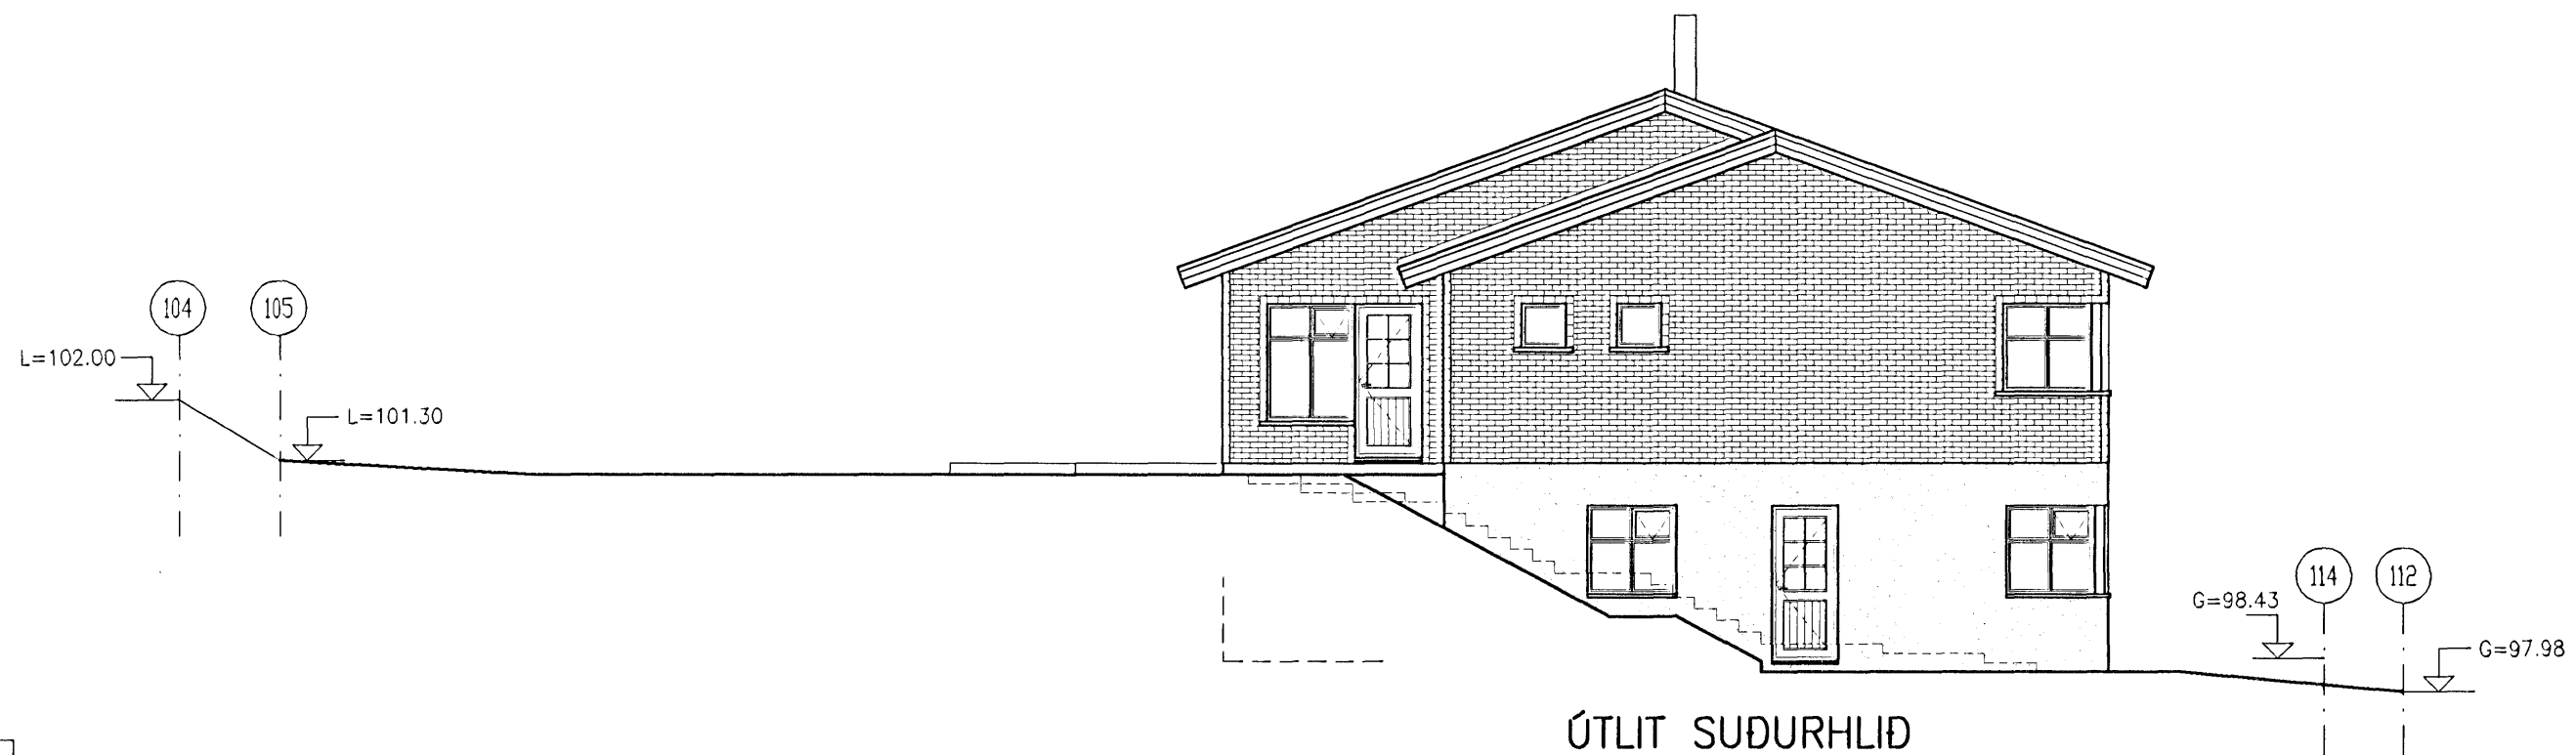 104
105
L=102.00
L=101.30
114
112
G=98.43
G=97.98
ÚTLIT SUÐURHLIÐ